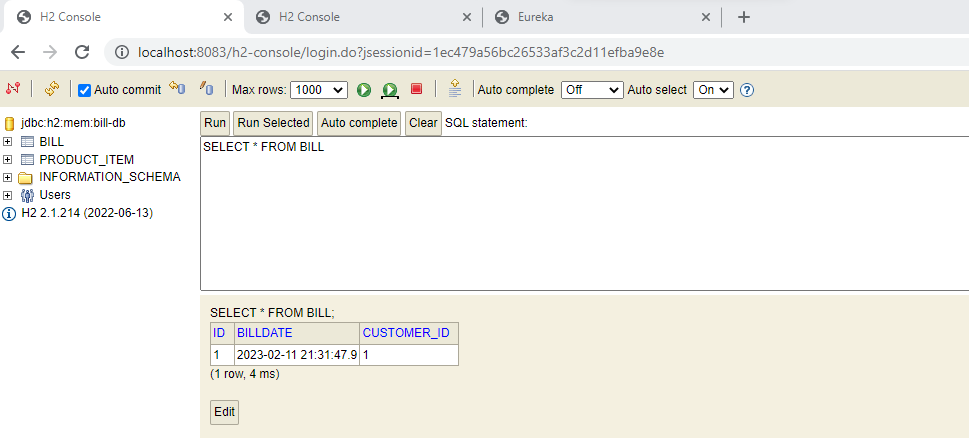 H2 Console
H2 Console
Eureka
localhost:8083/h2-console/login.do?jsessionid=1ec479a56bc26533af3c2d11efba9e8e
Auto commit Max rows: 1000 Auto complete Off Auto select On
jdbc:h2:mem:bill-db
BILL
PRODUCT_ITEM
INFORMATION_SCHEMA
Users
H2 2.1.214 (2022-06-13)
Run Run Selected Auto complete Clear SQL statement:
SELECT * FROM BILL
SELECT * FROM BILL;
ID BILLDATE CUSTOMER_ID
1 2023-02-11 21:31:47.9 1
(1 row, 4 ms)
Edit